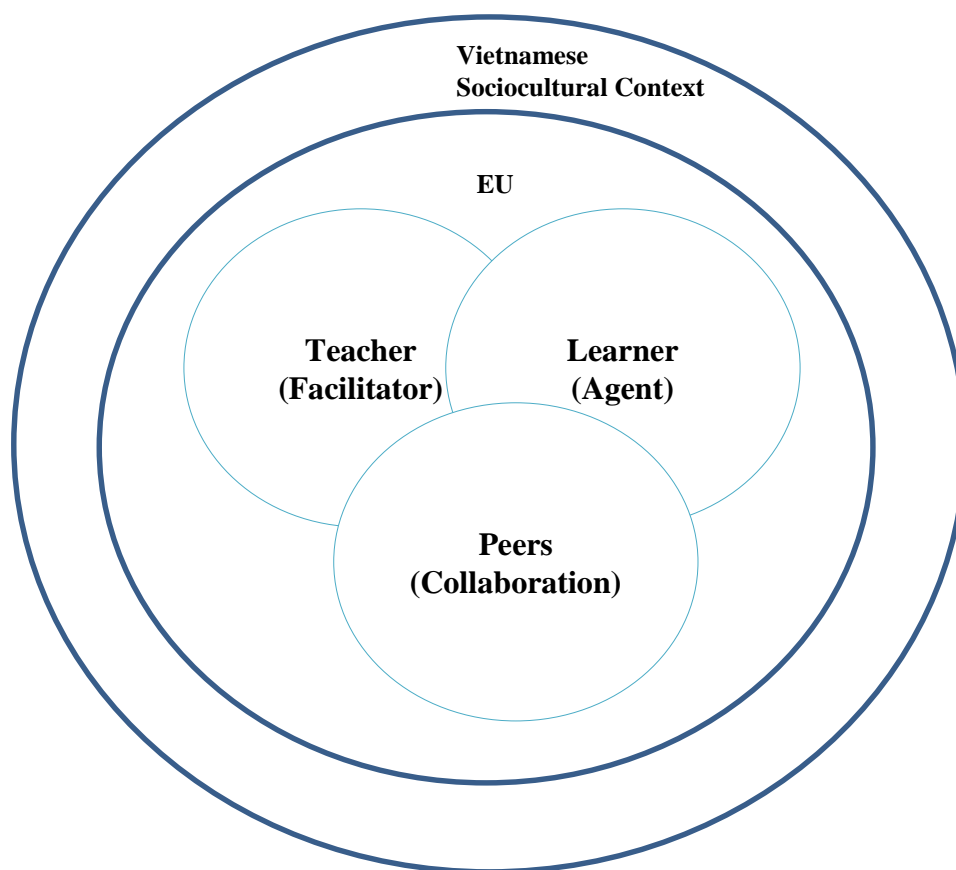 Vietnamese
Sociocultural Context
EU
Teacher
(Facilitator)
Learner
(Agent)
Peers
(Collaboration)